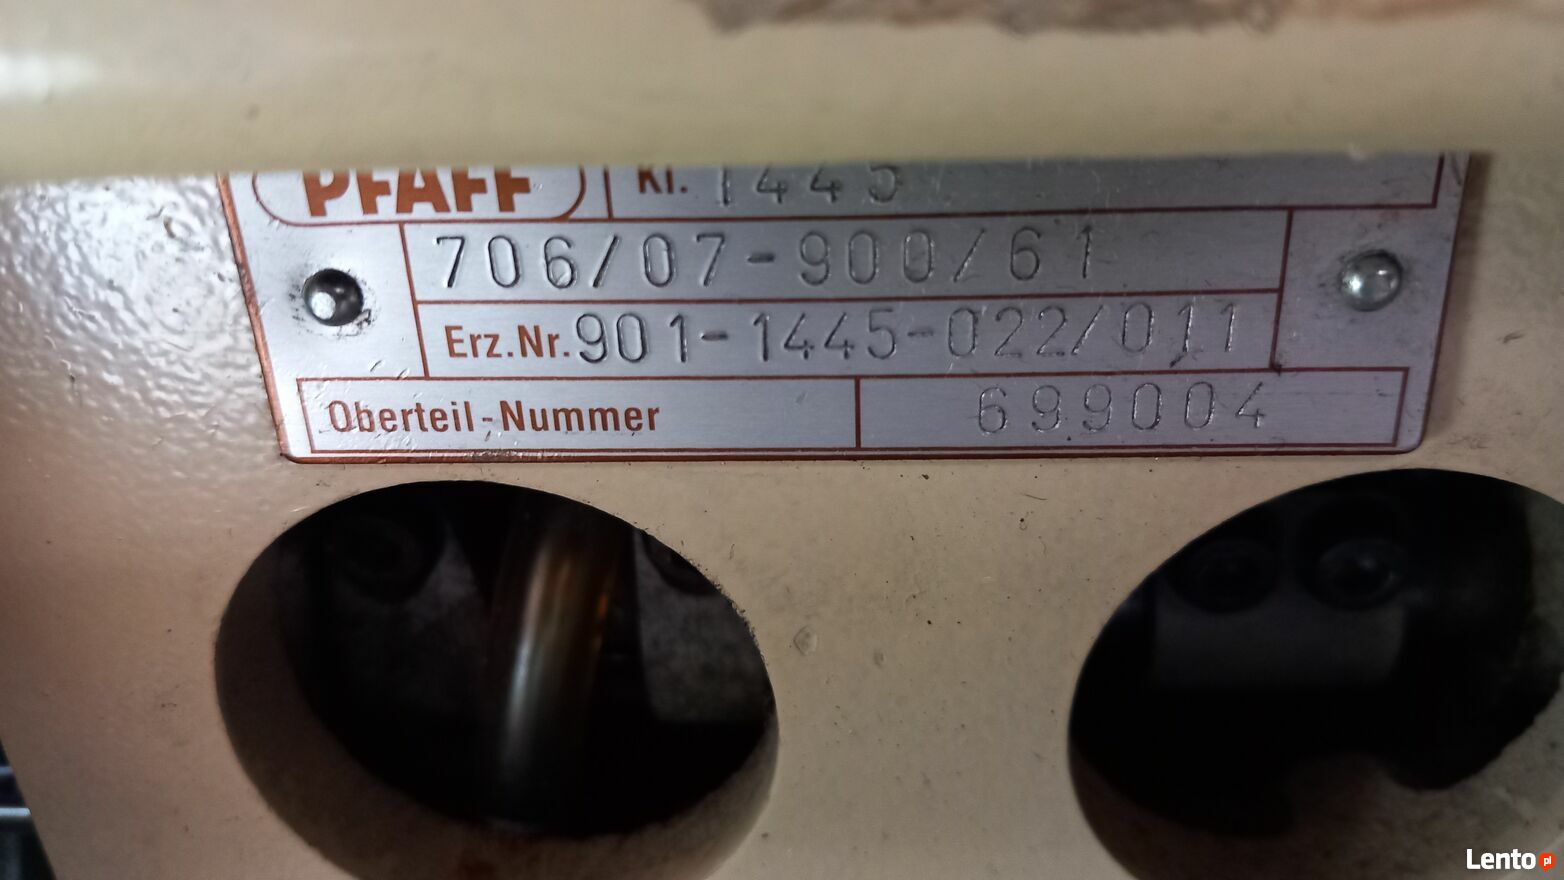 PFAFF Kl. 1445
706/07-900/61
Erz.Nr. 901-1445-022/011
Oberteil-Nummer 699004
Lento.pl